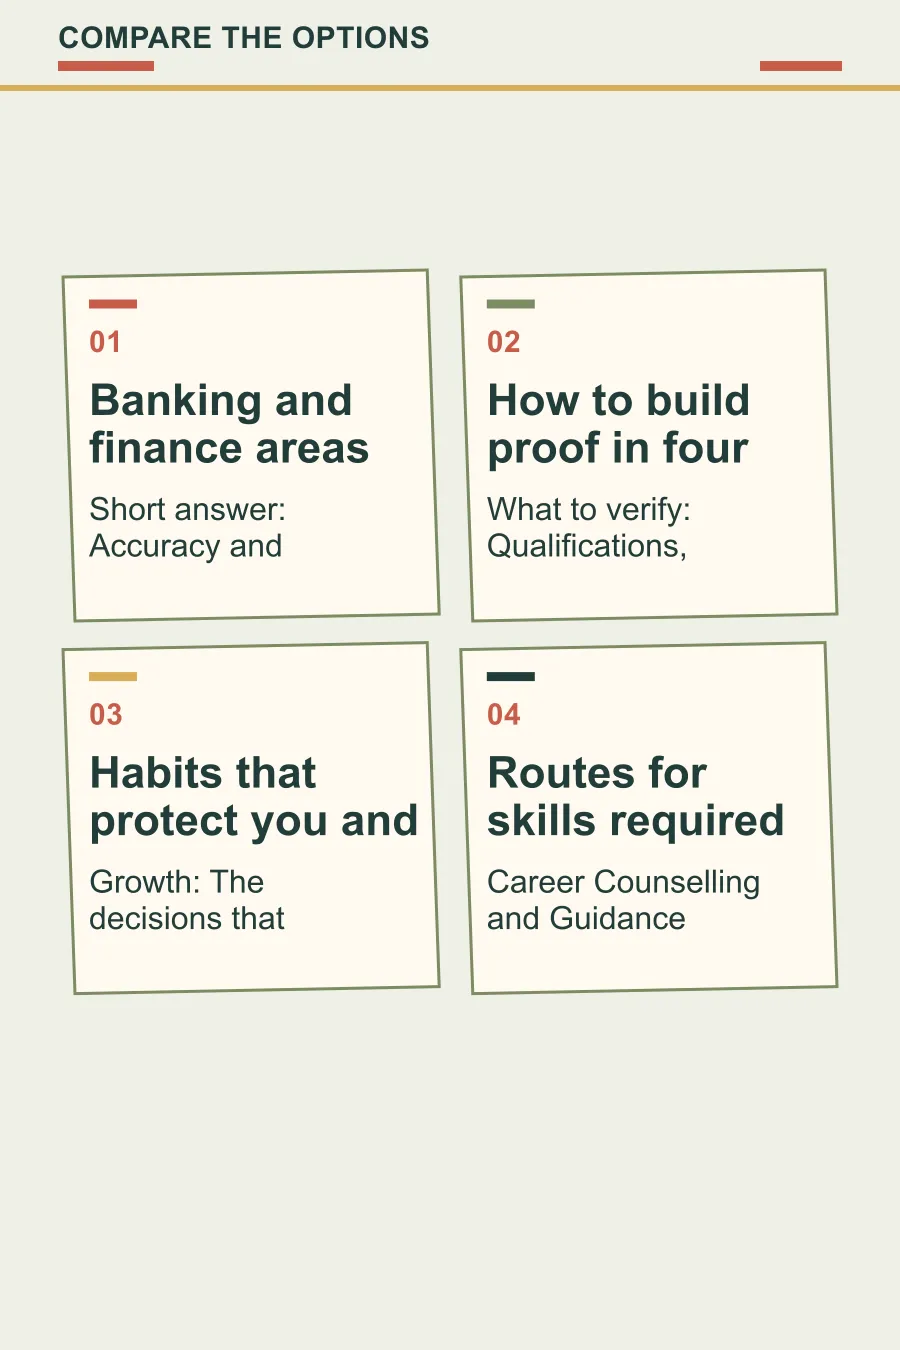 COMPARE THE OPTIONS
01
Banking and
finance areas
Short answer:
Accuracy and
02
How to build
proof in four
What to verify:
Qualifications,
03
Habits that
protect you and
Growth: The
decisions that
04
Routes for
skills required
Career Counselling
and Guidance